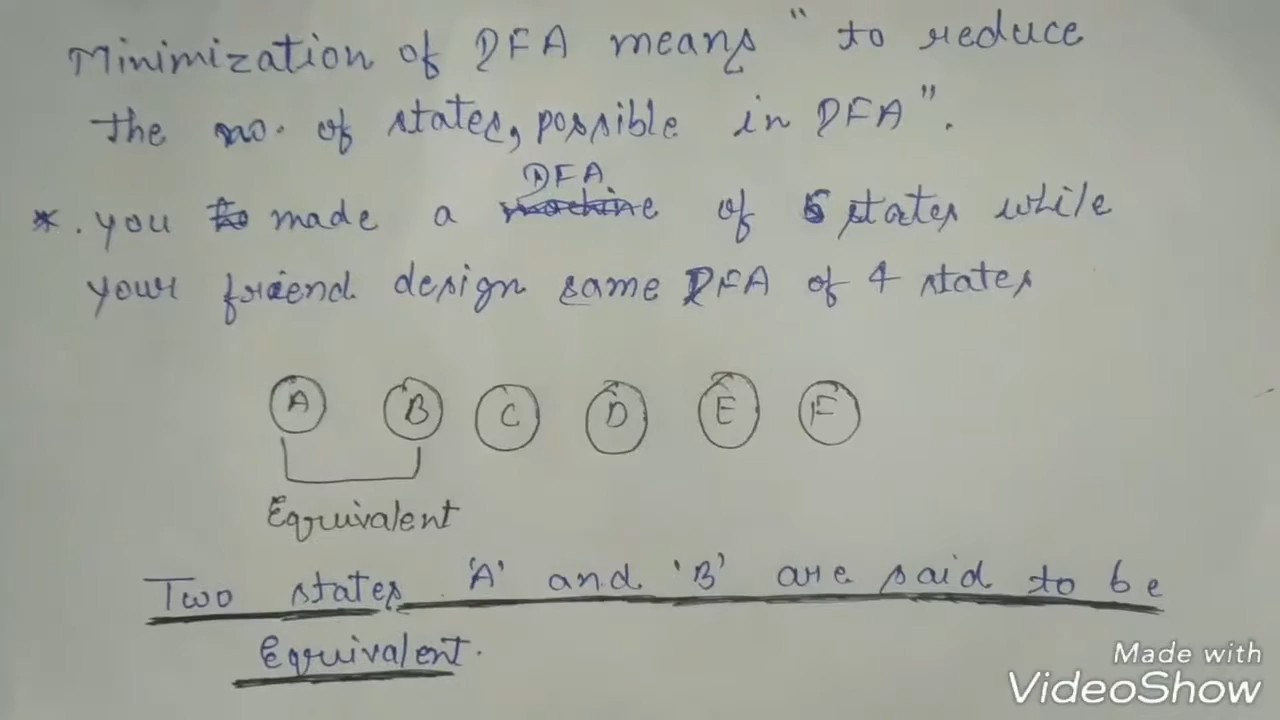 Minimization of DFA means "to reduce
the no. of states, possible in DFA".
DFA
*. you made a machine of 5 states while
your friend design same DFA of 4 states
A B C D E F
Equivalent
Two states 'A' and 'B' are said to be
Equivalent.
Made with
VideoShow